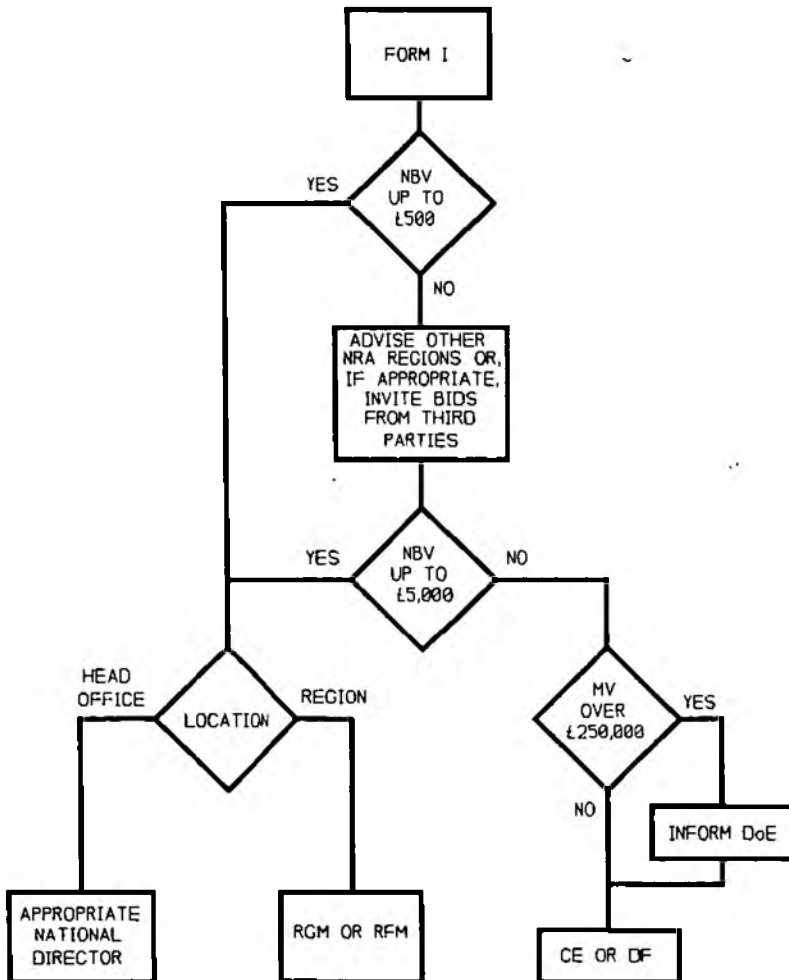 FORM I
YES
NBV
UP TO
£500
NO
ADVISE OTHER
NRA REGIONS OR,
IF APPROPRIATE,
INVITE BIDS
FROM THIRD
PARTIES
YES
NBV
UP TO
£5,000
NO
HEAD
OFFICE
LOCATION
REGION
MV
OVER
£250,000
YES
NO
INFORM DoE
APPROPRIATE
NATIONAL
DIRECTOR
RGM OR RFM
CE OR DF